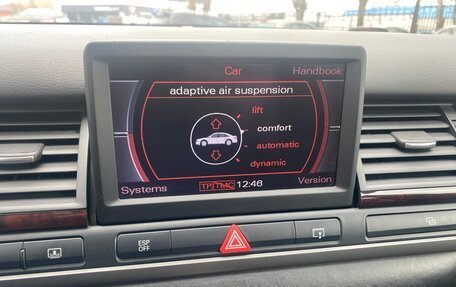 Car
Handbook
adaptive air suspension
lift
comfort
automatic
dynamic
Systems
TP TMC 12:46
Version
ESP
OFF